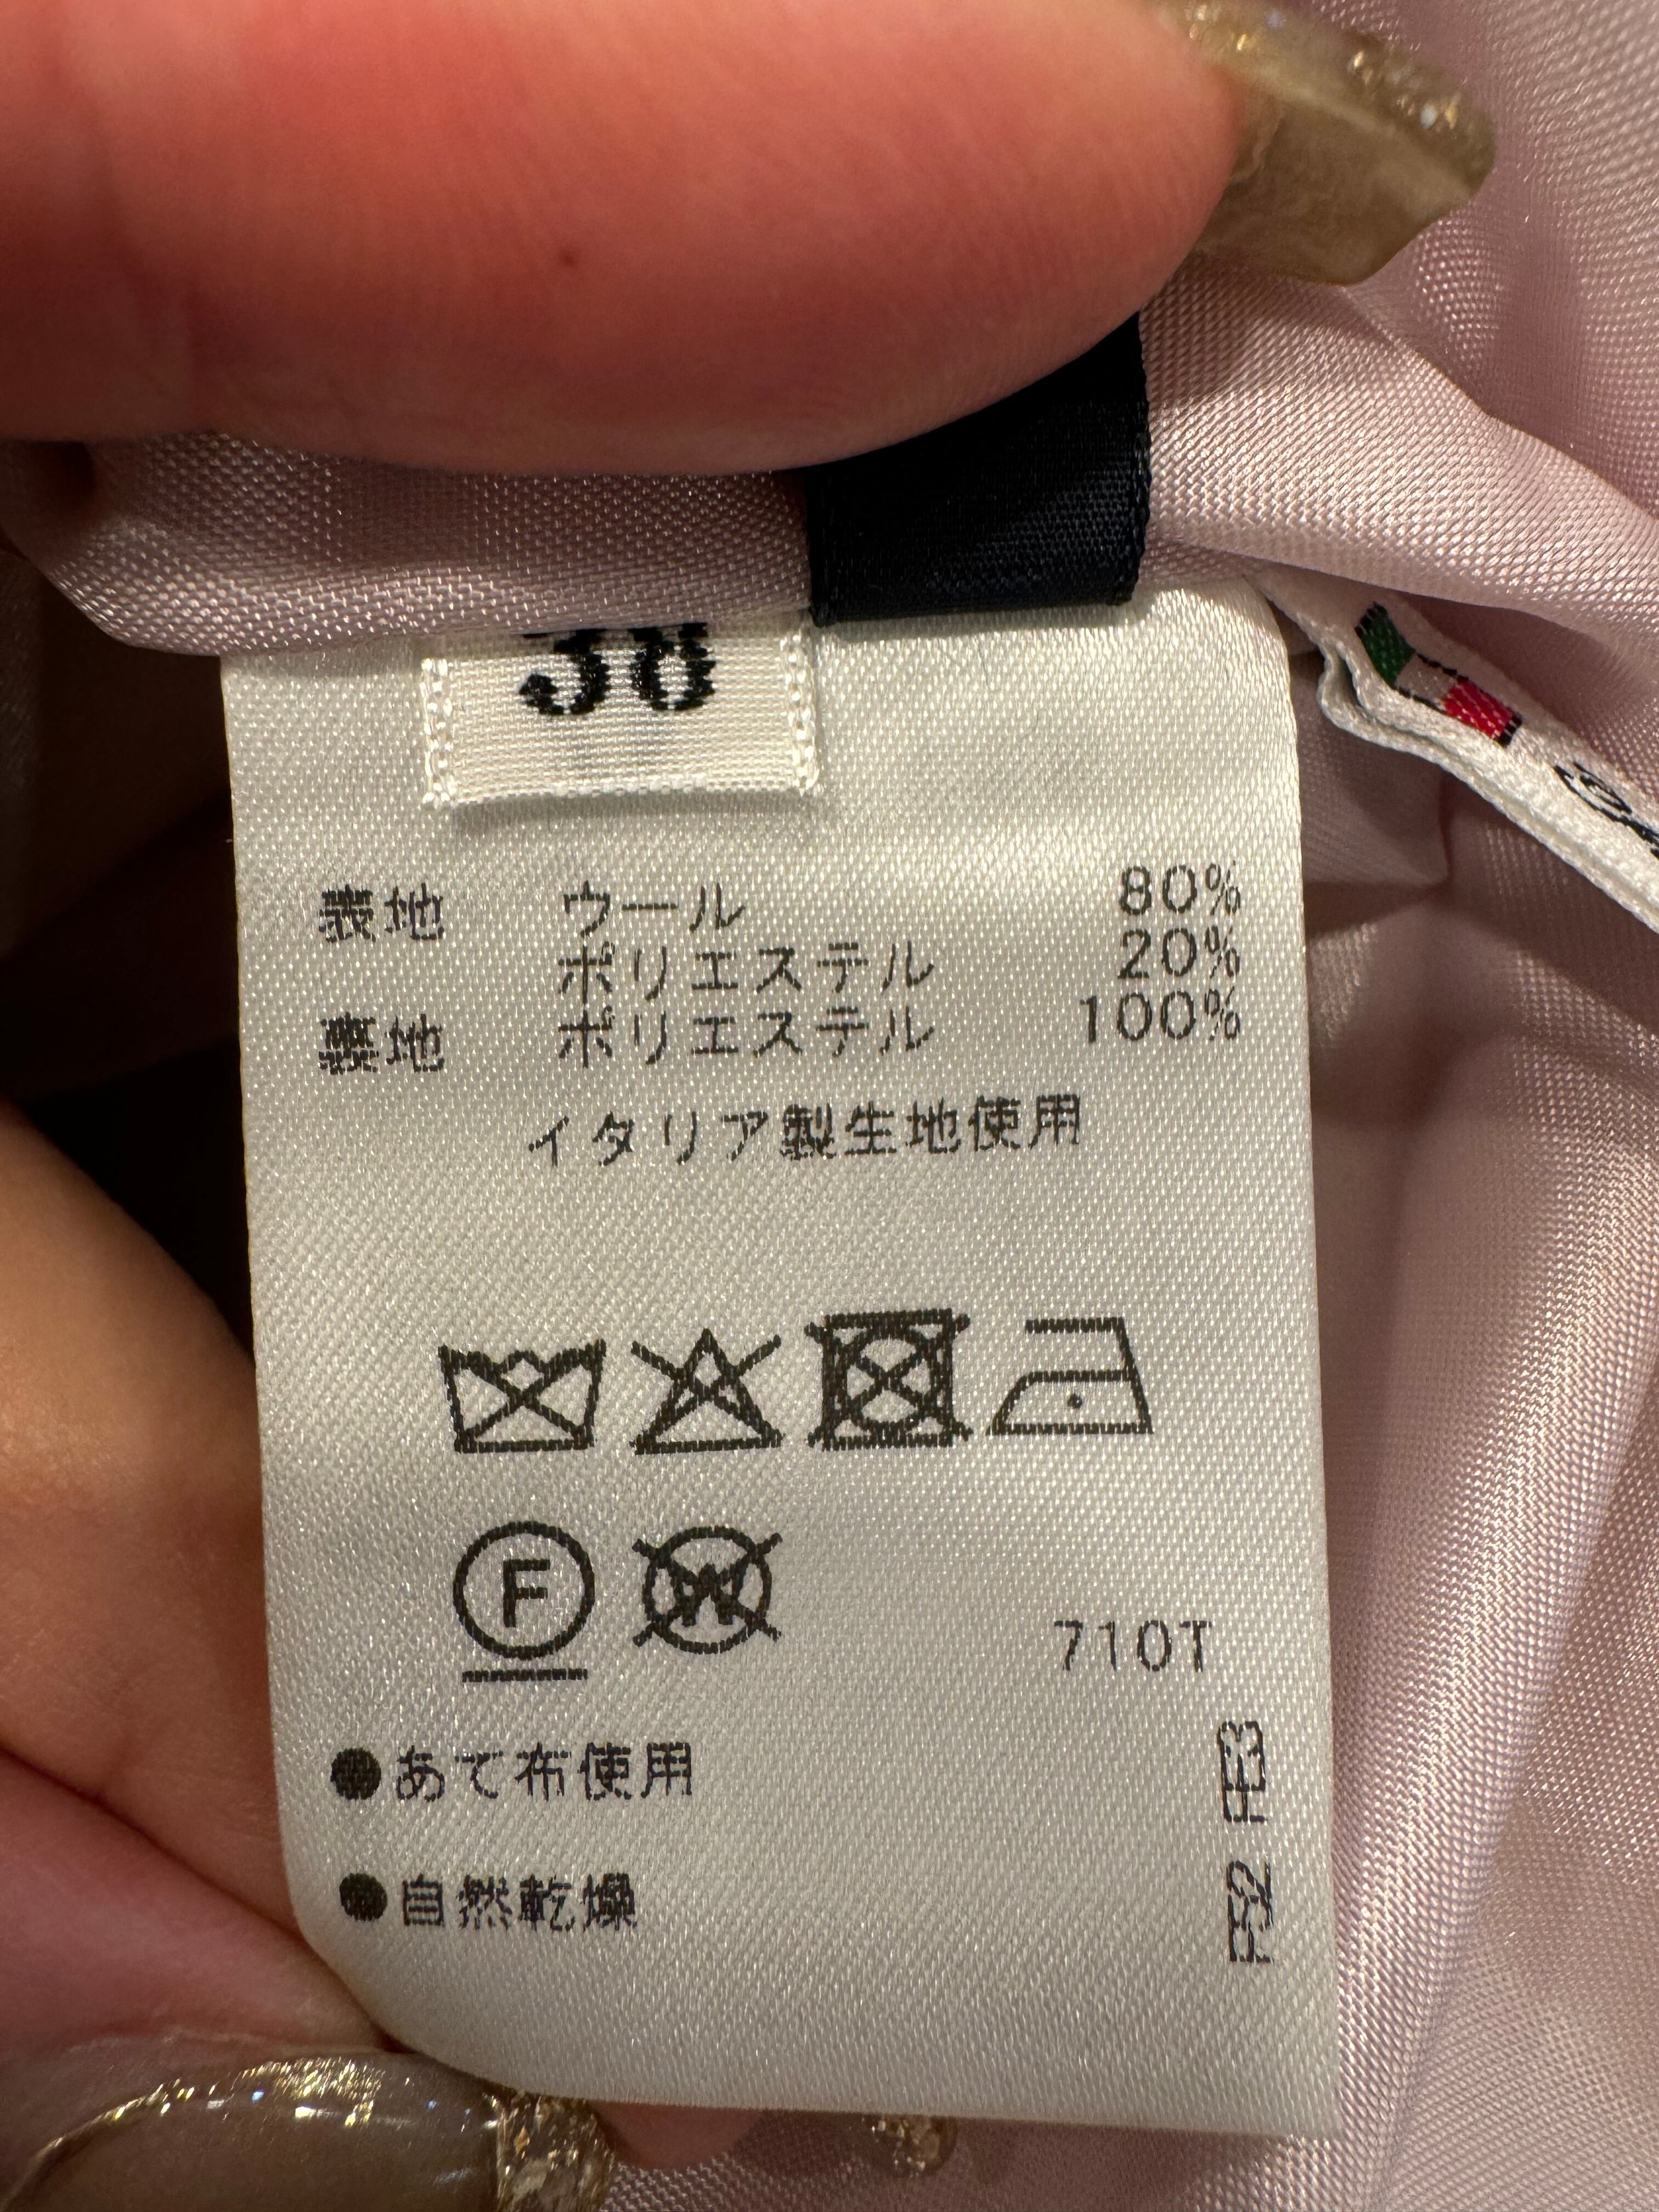 38
表地 ウール 80%
ポリエステル 20%
裏地 ポリエステル 100%
イタリア製生地使用
F
W
710T
●あて布使用
●自然乾燥